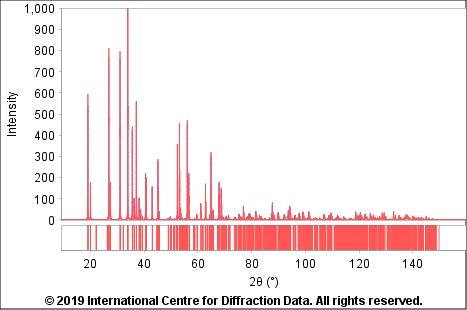 1,000
900
800
700
600
500
400
300
200
100
0
Intensity
20 40 60 80 100 120 140
2θ (°)
© 2019 International Centre for Diffraction Data. All rights reserved.